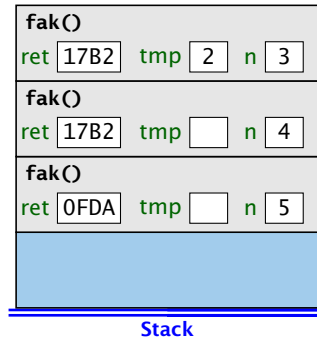 fak()
ret 17B2 tmp 2 n 3
fak()
ret 17B2 tmp n 4
fak()
ret 0FDA tmp n 5
Stack